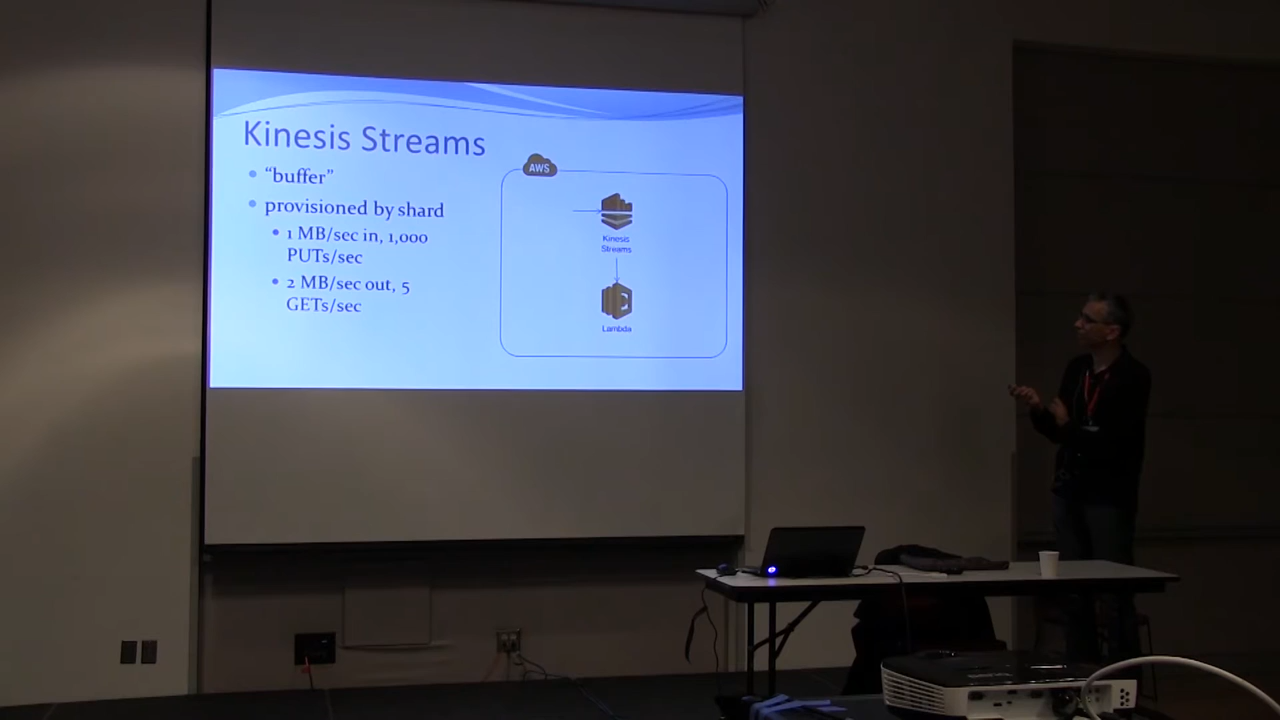 Kinesis Streams
“buffer”
provisioned by shard
1 MB/sec in, 1,000
PUTs/sec
2 MB/sec out, 5
GETs/sec
AWS
Kinesis
Streams
Lambda